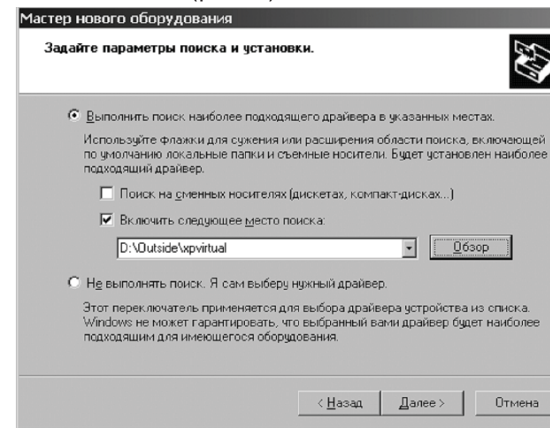 Мастер нового оборудования
Задайте параметры поиска и установки.
Выполнить поиск наиболее подходящего драйвера в указанных местах.
Используйте флажки для сужения или расширения области поиска, включающей
по умолчанию локальные папки и съемные носители. Будет установлен наиболее
подходящий драйвер.
Поиск на сменных носителях (дискетах, компакт-дисках...)
Включить следующее место поиска:
D:\Outside\xpvirtual
Обзор
Не выполнять поиск. Я сам выберу нужный драйвер.
Этот переключатель применяется для выбора драйвера устройства из списка.
Windows не может гарантировать, что выбранный вами драйвер будет наиболее
подходящим для имеющегося оборудования.
< Назад
Далее >
Отмена